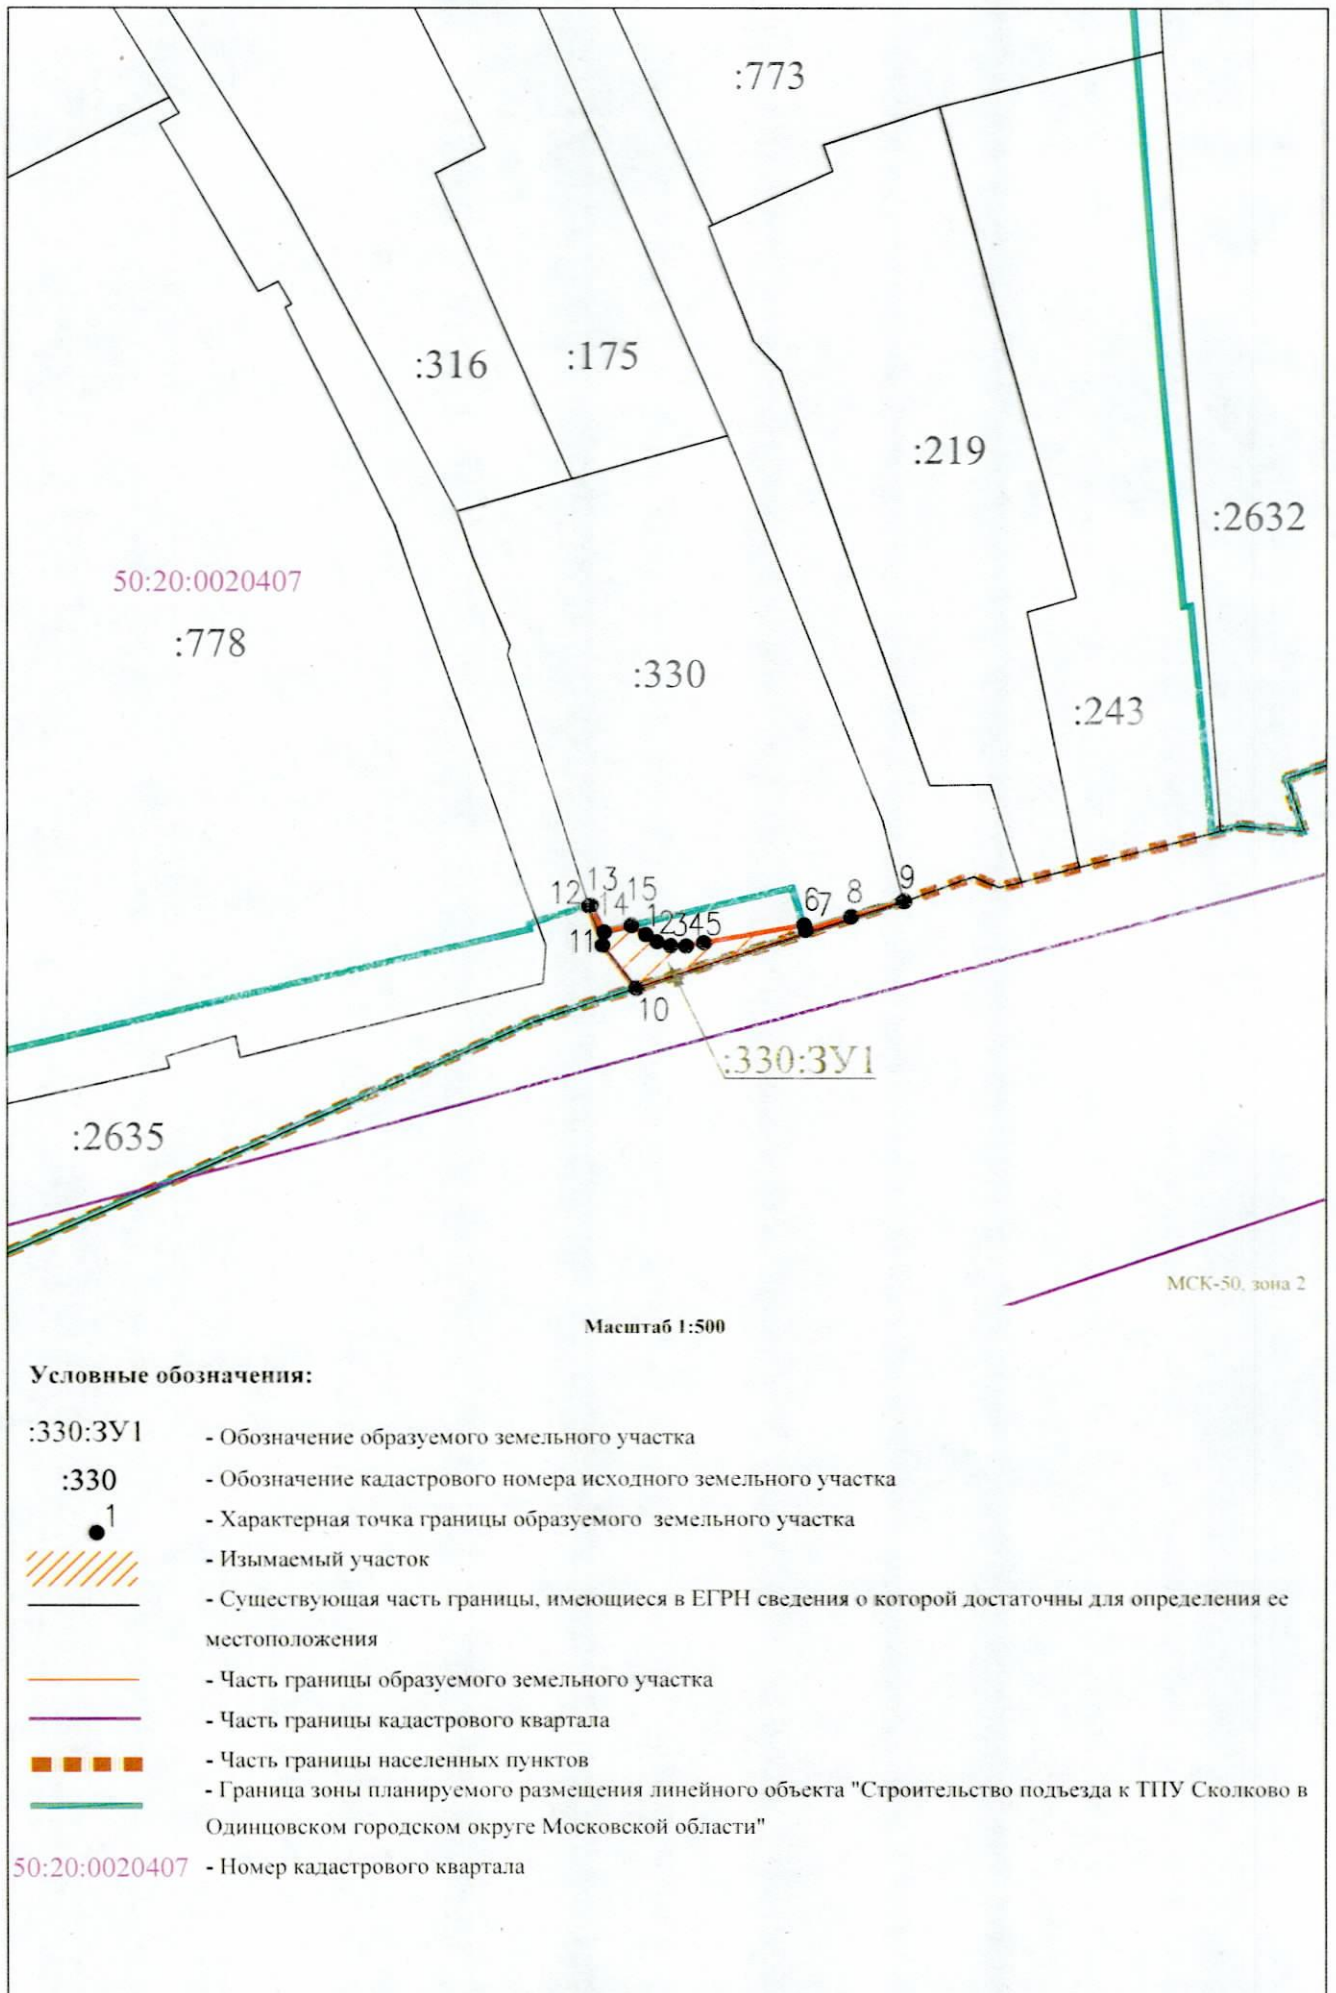 :773
:316
:175
:219
:2632
50:20:0020407
:778
:330
:243
13
12
14
15
11
1
2
3
4
5
6
7
8
9
10
:330:ЗУ1
:2635
МСК-50, зона 2
Масштаб 1:500
Условные обозначения:
:330:ЗУ1 - Обозначение образуемого земельного участка
:330 - Обозначение кадастрового номера исходного земельного участка
1 - Характерная точка границы образуемого земельного участка
- Изымаемый участок
- Существующая часть границы, имеющиеся в ЕГРН сведения о которой достаточны для определения ее
местоположения
- Часть границы образуемого земельного участка
- Часть границы кадастрового квартала
- Часть границы населенных пунктов
- Граница зоны планируемого размещения линейного объекта "Строительство подъезда к ТПУ Сколково в
Одинцовском городском округе Московской области"
50:20:0020407 - Номер кадастрового квартала